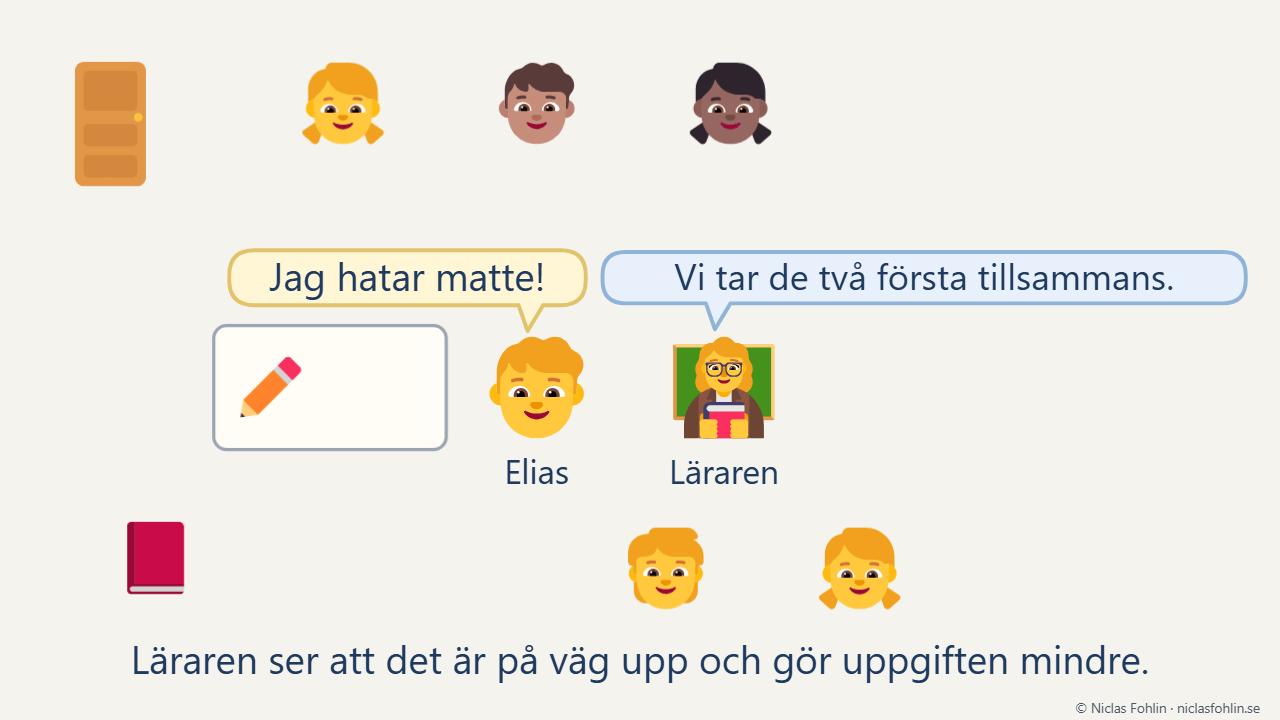 Jag hatar matte!
Vi tar de två första tillsammans.
Elias
Läraren
Läraren ser att det är på väg upp och gör uppgiften mindre.
© Niclas Fohlin · niclasfohlin.se